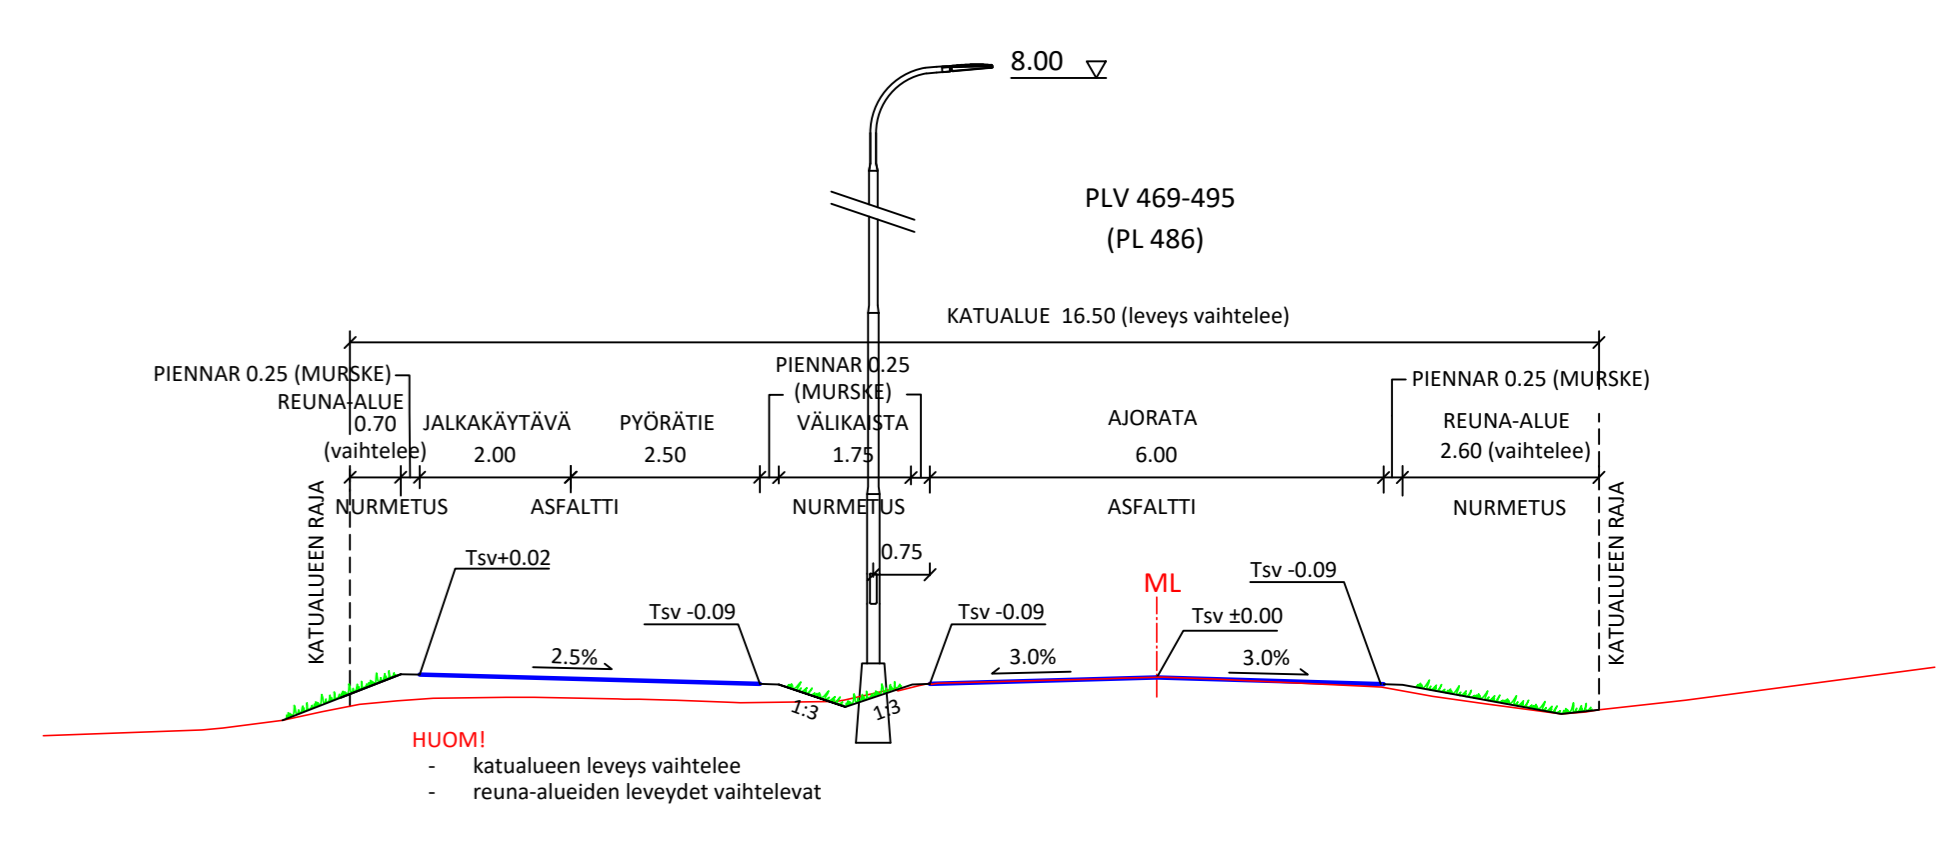 8.00
PLV 469-495
(PL 486)
KATUALUE  16.50 (leveys vaihtelee)
PIENNAR 0.25 (MURSKE)
REUNA-ALUE
0.70
(vaihtelee)
JALKAKÄYTÄVÄ
2.00
PYÖRÄTIE
2.50
PIENNAR 0.25
(MURSKE)
VÄLIKAISTA
1.75
AJORATA
6.00
PIENNAR 0.25 (MURSKE)
REUNA-ALUE
2.60 (vaihtelee)
NURMETUS
ASFALTTI
NURMETUS
ASFALTTI
NURMETUS
KATUALUEEN RAJA
KATUALUEEN RAJA
0.75
Tsv+0.02
Tsv -0.09
Tsv -0.09
ML
Tsv ±0.00
Tsv -0.09
2.5%
3.0%
3.0%
1:3
1:3
HUOM!
- katualueen leveys vaihtelee
- reuna-alueiden leveydet vaihtelevat